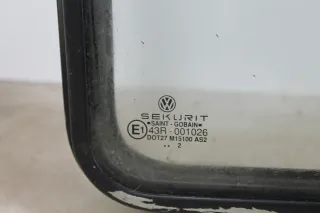 SEKURIT
•SAINT-GOBAIN•
E1 43R-001026
DOT27 M15100 AS2
.. 2